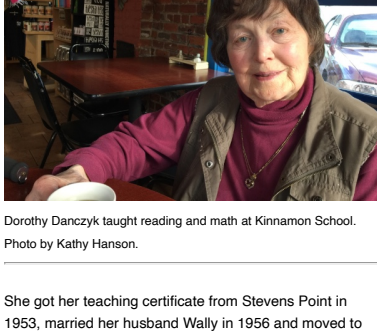 Dorothy Danczyk taught reading and math at Kinnamon School.
Photo by Kathy Hanson.
She got her teaching certificate from Stevens Point in
1953, married her husband Wally in 1956 and moved to